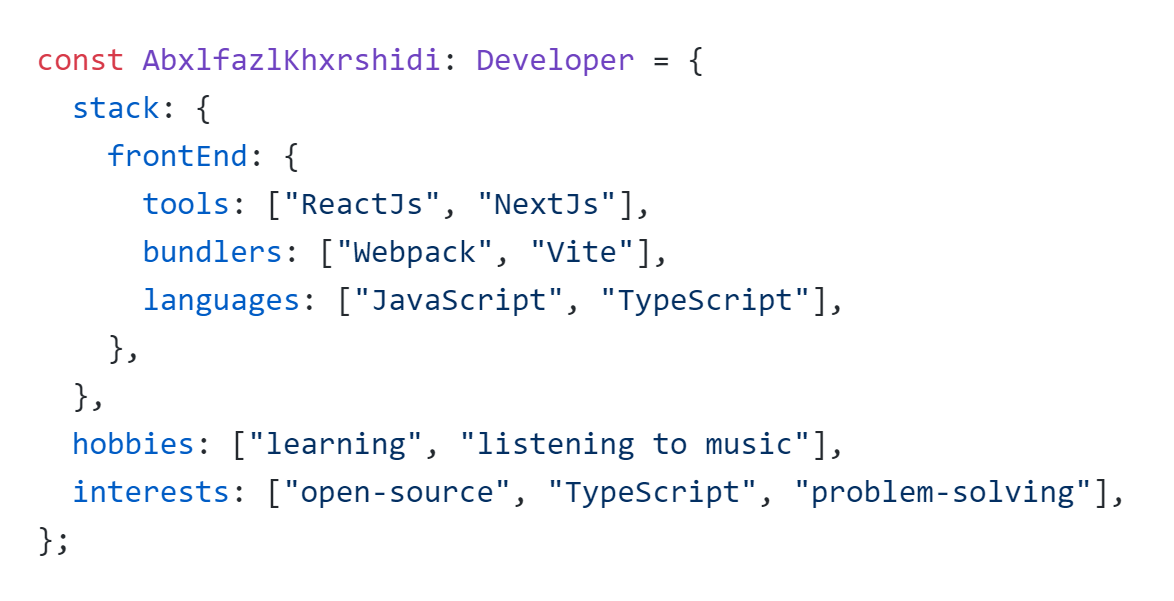 const AbxlfazlKhxrshidi: Developer = {
  stack: {
    frontEnd: {
      tools: ["ReactJs", "NextJs"],
      bundlers: ["Webpack", "Vite"],
      languages: ["JavaScript", "TypeScript"],
    },
  },
  hobbies: ["learning", "listening to music"],
  interests: ["open-source", "TypeScript", "problem-solving"],
};